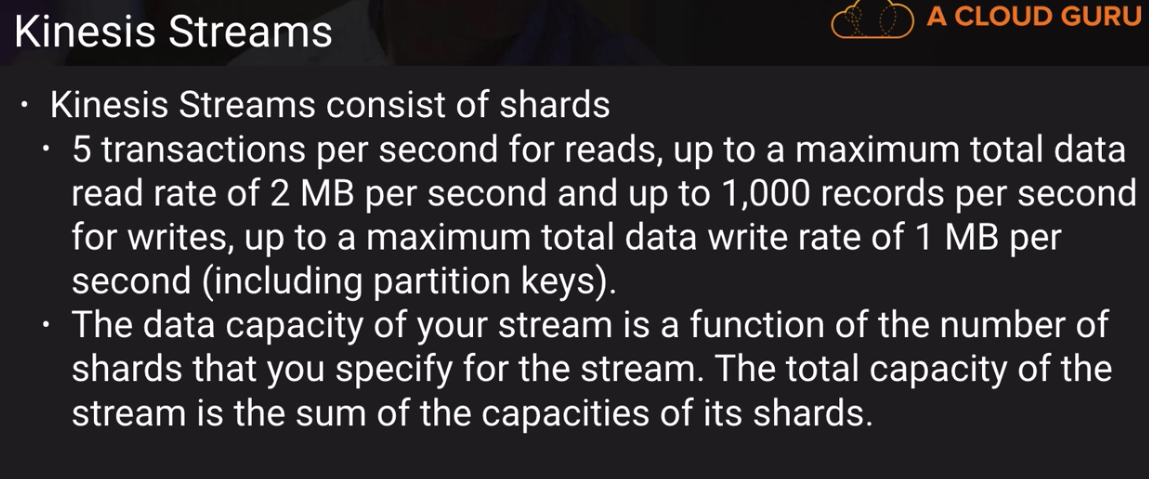 Kinesis Streams
A CLOUD GURU
• Kinesis Streams consist of shards
• 5 transactions per second for reads, up to a maximum total data
read rate of 2 MB per second and up to 1,000 records per second
for writes, up to a maximum total data write rate of 1 MB per
second (including partition keys).
• The data capacity of your stream is a function of the number of
shards that you specify for the stream. The total capacity of the
stream is the sum of the capacities of its shards.